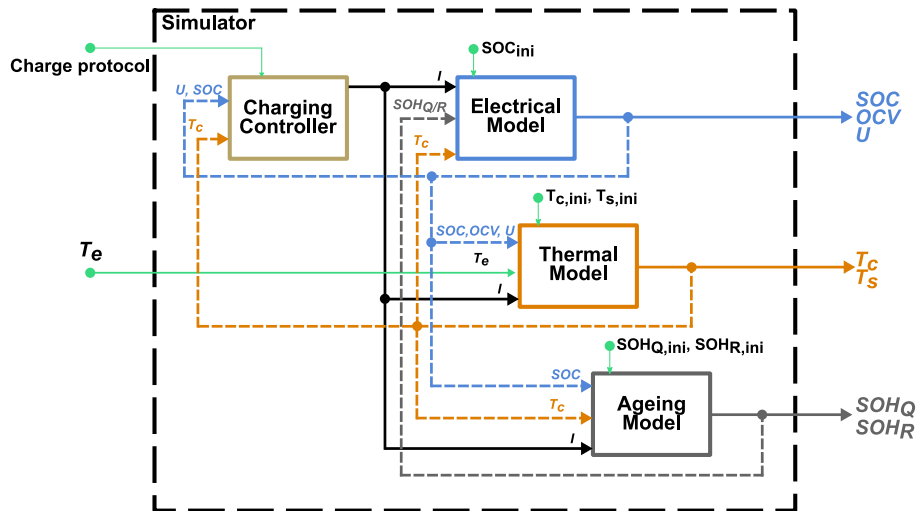 Simulator
Charge protocol
SOCini
U, SOC
Tc
Charging
Controller
I
SOHQ/R
Tc
Electrical
Model
SOC
OCV
U
Tc,ini, Ts,ini
SOC,OCV, U
Te
Te
I
Thermal
Model
Tc
Ts
SOHQ,ini, SOHR,ini
SOC
Tc
I
Ageing
Model
SOHQ
SOHR